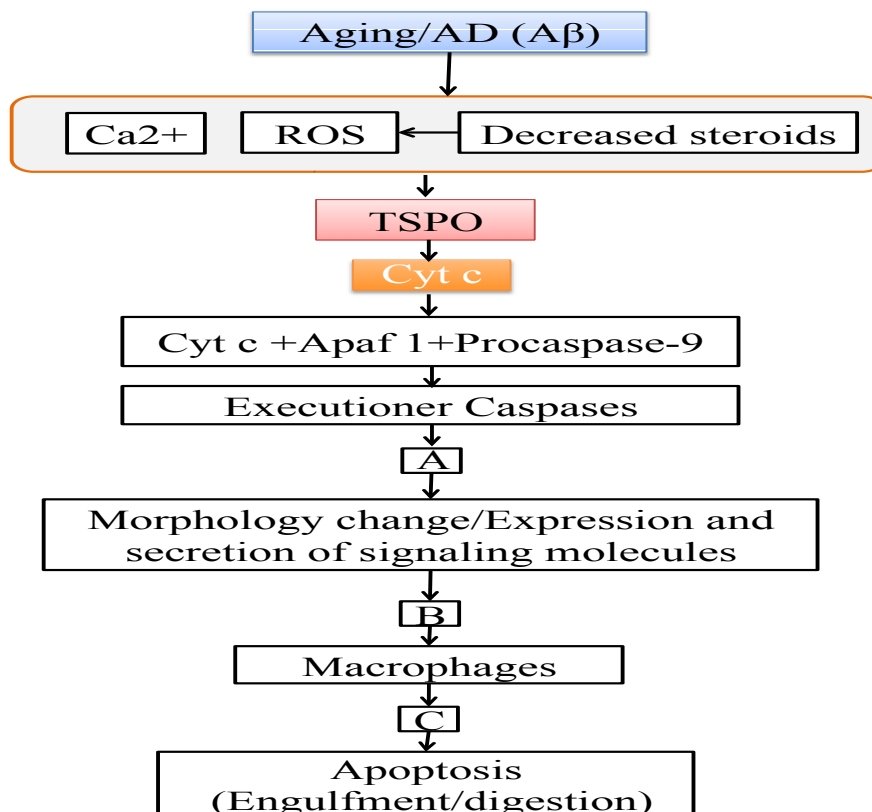 Aging/AD (Aβ)
Ca2+ ROS Decreased steroids
TSPO
Cyt c
Cyt c +Apaf 1+Procaspase-9
Executioner Caspases
A
Morphology change/Expression and
secretion of signaling molecules
B
Macrophages
C
Apoptosis
(Engulfment/digestion)